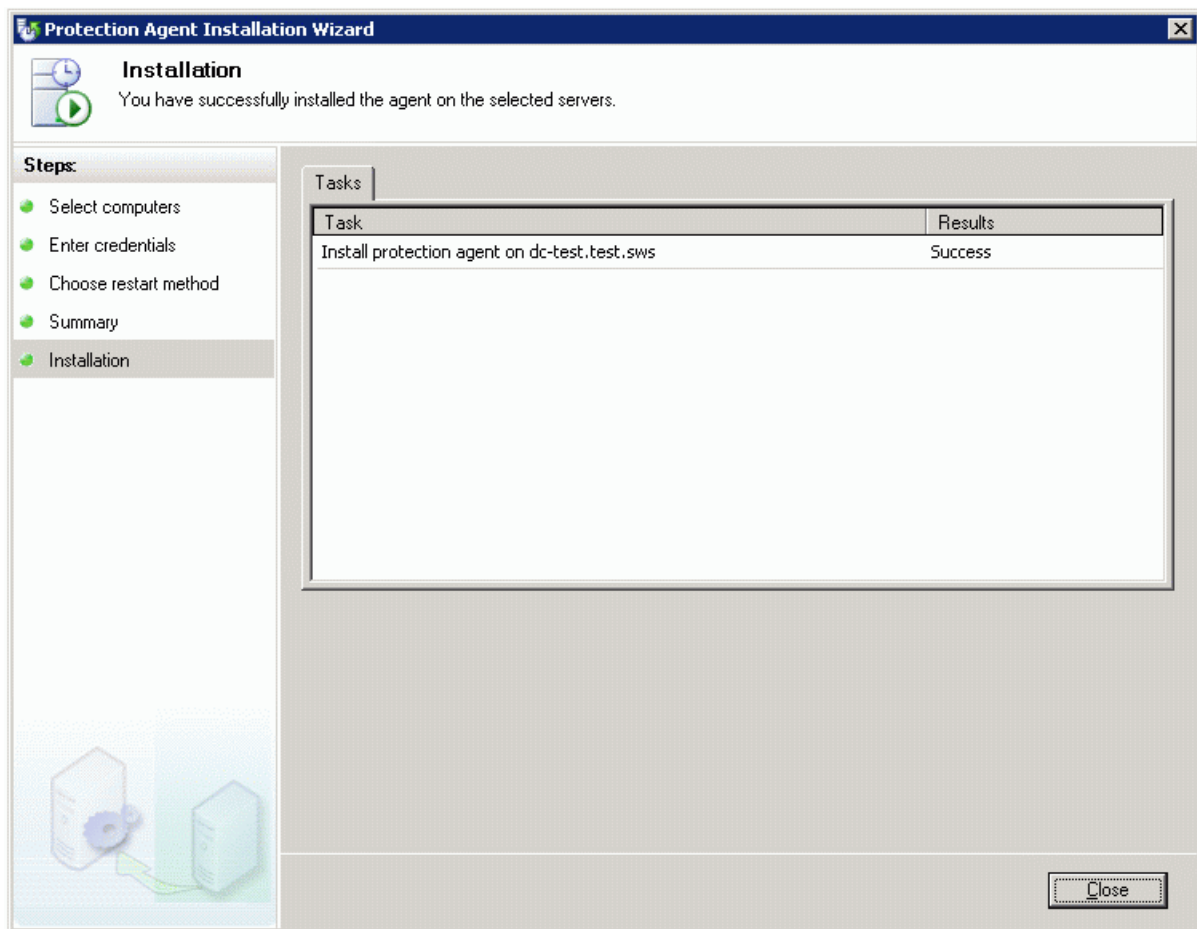 Protection Agent Installation Wizard
Installation
You have successfully installed the agent on the selected servers.
Steps:
Select computers
Enter credentials
Choose restart method
Summary
Installation
Tasks
Task Results
Install protection agent on dc-test.test.sws Success
Close